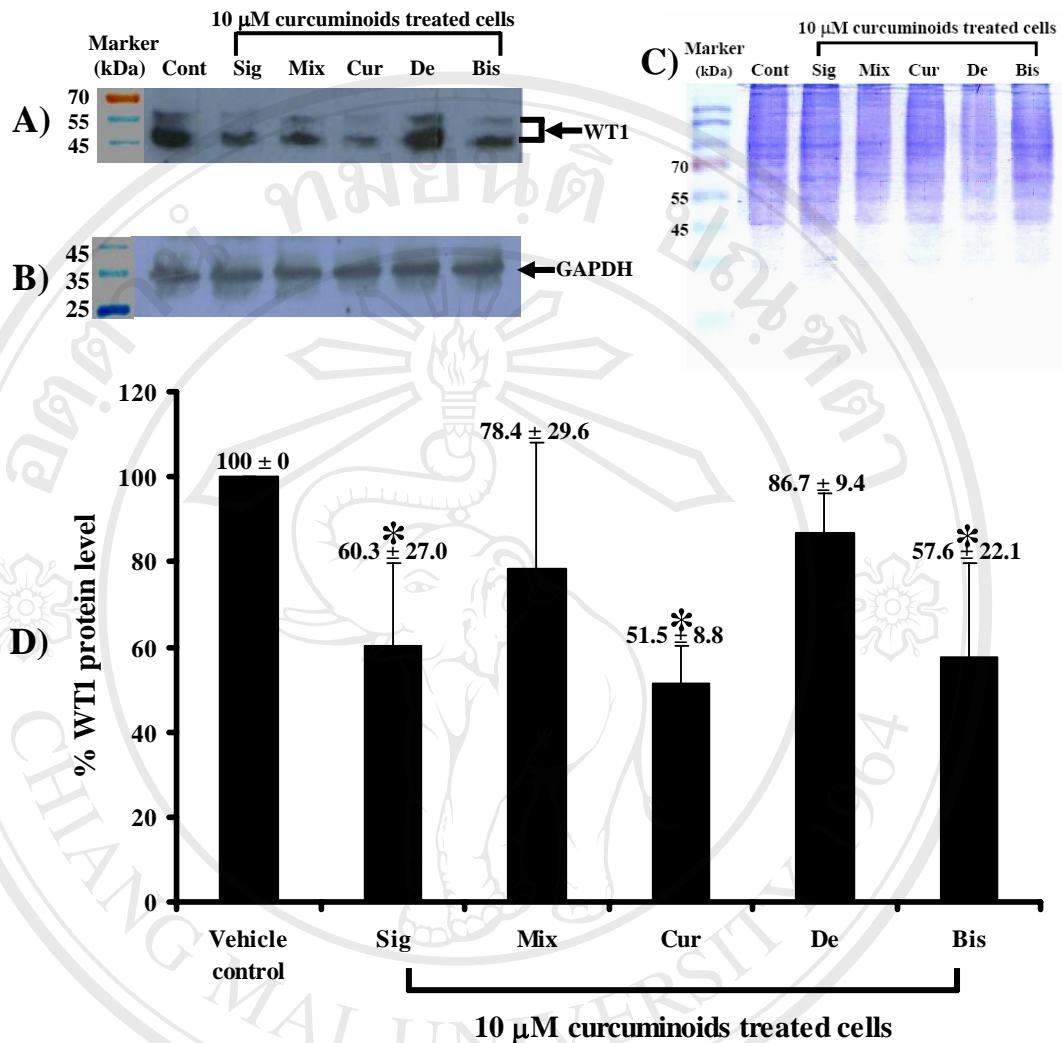 10 μM curcuminoids treated cells
Marker
(kDa) Cont Sig Mix Cur De Bis
A)
70
55
45
WT1
B)
45
35
25
GAPDH
10 μM curcuminoids treated cells
C)
Marker
(kDa) Cont Sig Mix Cur De Bis
70
55
45
D)
% WT1 protein level
120
100
80
60
40
20
0
100 ± 0
*
60.3 ± 27.0
78.4 ± 29.6
*
51.5 ± 8.8
86.7 ± 9.4
*
57.6 ± 22.1
Vehicle
control
Sig Mix Cur De Bis
10 μM curcuminoids treated cells
CHIANG MAI UNIVERSITY 1964